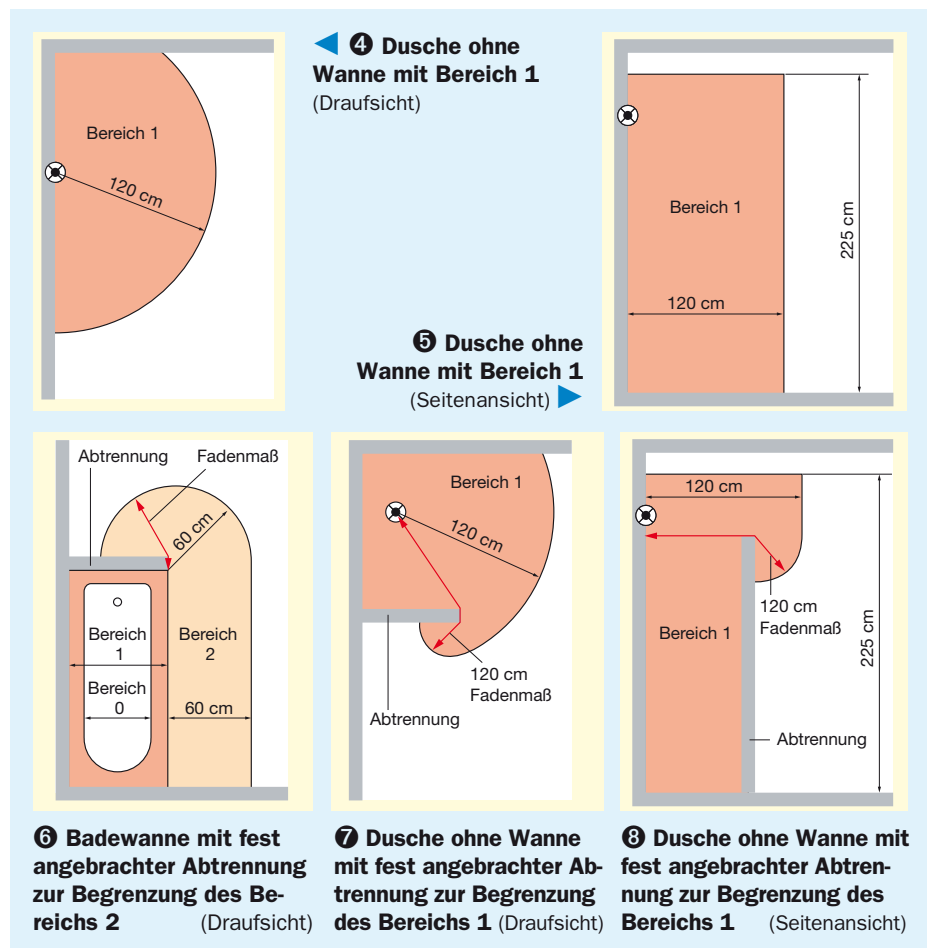 ❹ Dusche ohne
Wanne mit Bereich 1
(Draufsicht)
Bereich 1
120 cm
Bereich 1
120 cm
225 cm
❺ Dusche ohne
Wanne mit Bereich 1
(Seitenansicht)
Abtrennung
Fadenmaß
60 cm
Bereich
1
Bereich
2
Bereich
0
60 cm
❻ Badewanne mit fest
angebrachter Abtrennung
zur Begrenzung des Be-
reichs 2 (Draufsicht)
Bereich 1
120 cm
120 cm
Fadenmaß
Abtrennung
❼ Dusche ohne Wanne
mit fest angebrachter Ab-
trennung zur Begrenzung
des Bereichs 1 (Draufsicht)
120 cm
120 cm
Fadenmaß
Bereich 1
225 cm
Abtrennung
❽ Dusche ohne Wanne mit
fest angebrachter Abtren-
nung zur Begrenzung des
Bereichs 1 (Seitenansicht)